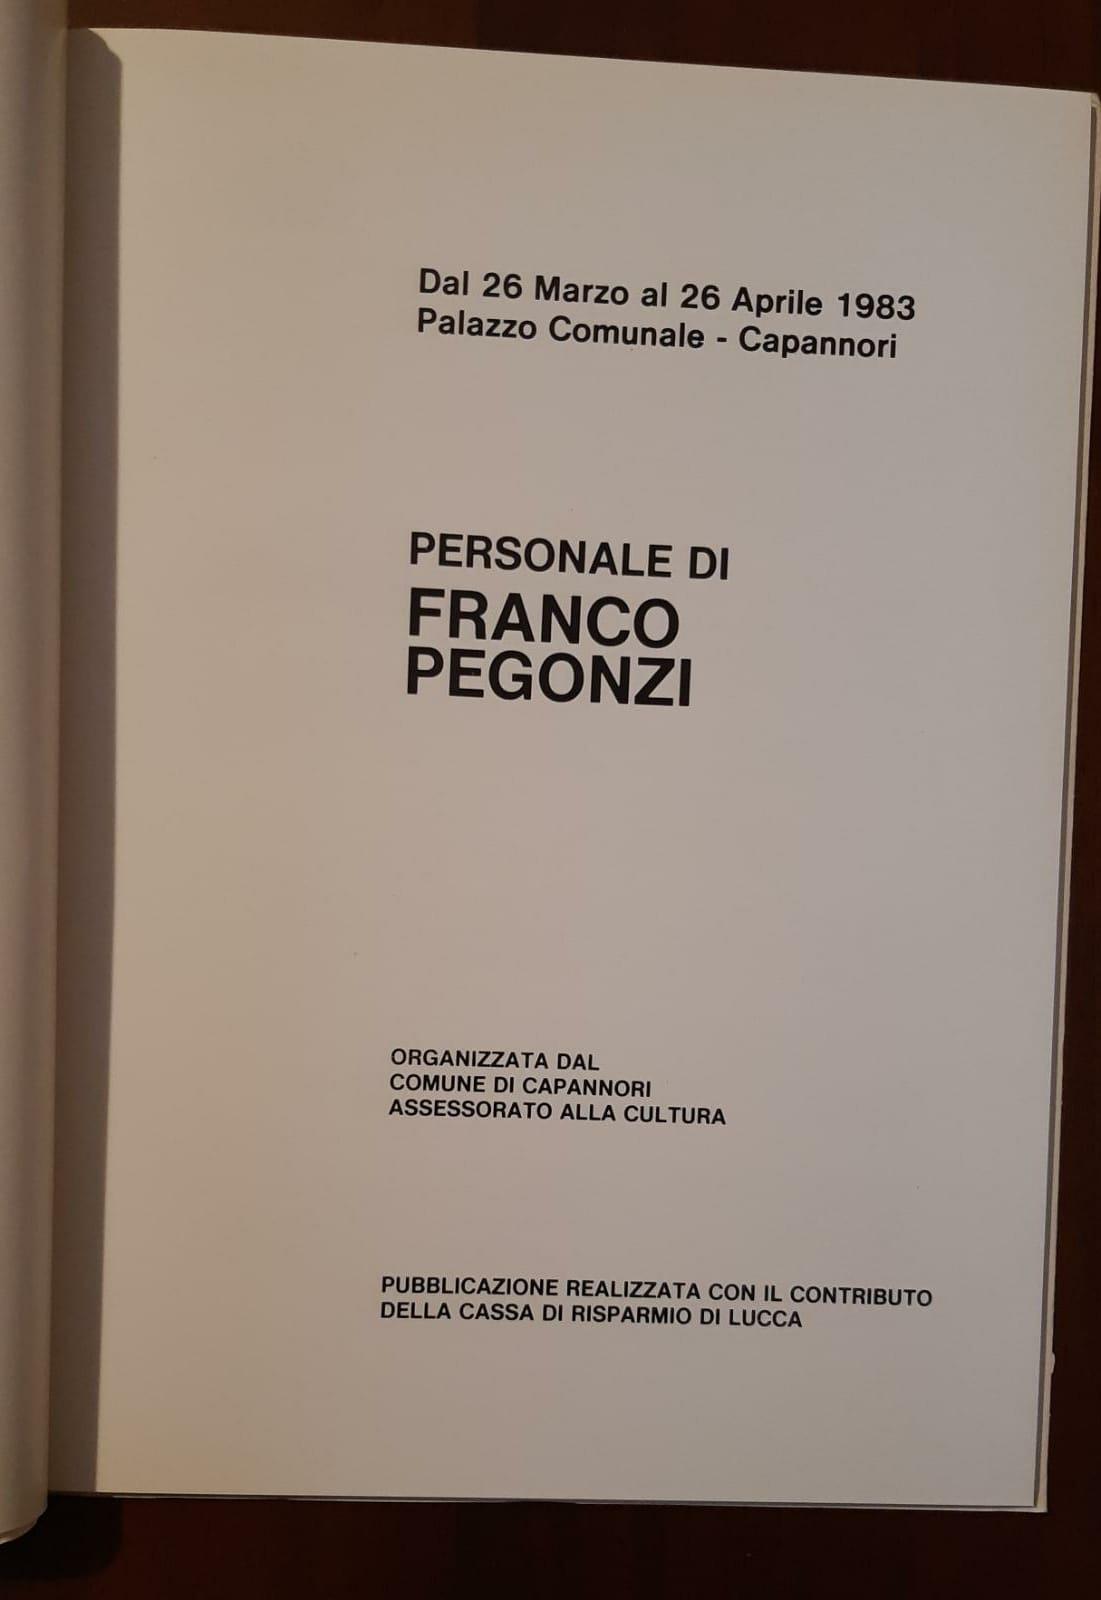 Dal 26 Marzo al 26 Aprile 1983
Palazzo Comunale - Capannori
PERSONALE DI
FRANCO
PEGONZI
ORGANIZZATA DAL
COMUNE DI CAPANNORI
ASSESSORATO ALLA CULTURA
PUBBLICAZIONE REALIZZATA CON IL CONTRIBUTO
DELLA CASSA DI RISPARMIO DI LUCCA